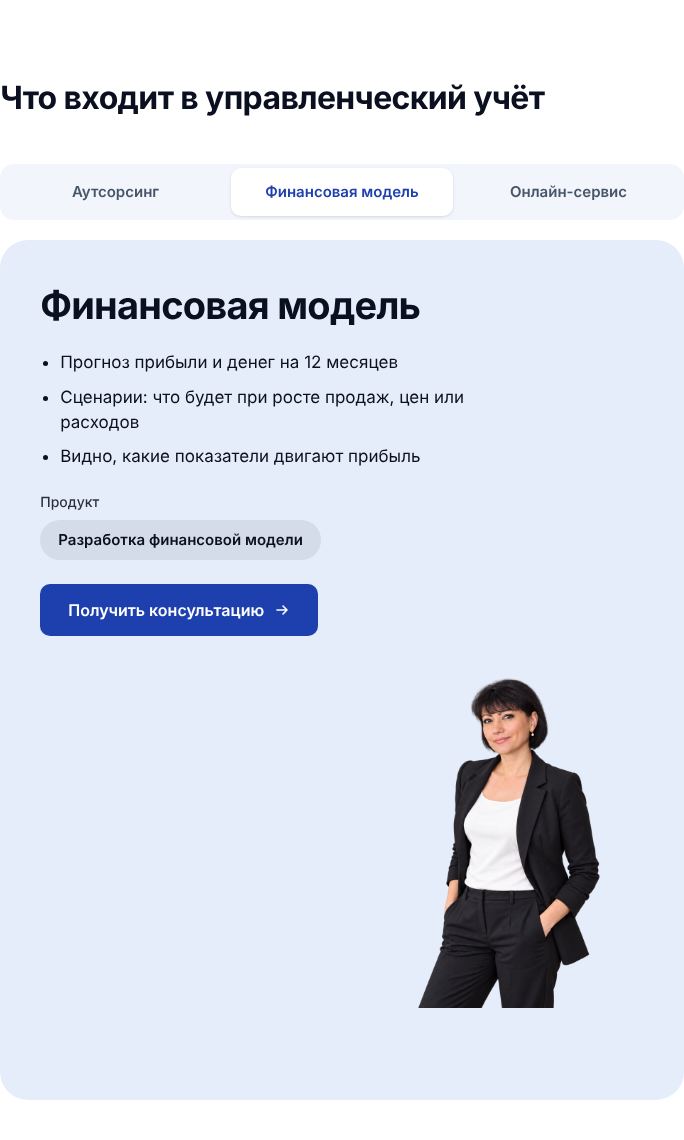 Что входит в управленческий учёт
Аутсорсинг
Финансовая модель
Онлайн-сервис
Финансовая модель
• Прогноз прибыли и денег на 12 месяцев
• Сценарии: что будет при росте продаж, цен или
расходов
• Видно, какие показатели двигают прибыль
Продукт
Разработка финансовой модели
Получить консультацию →